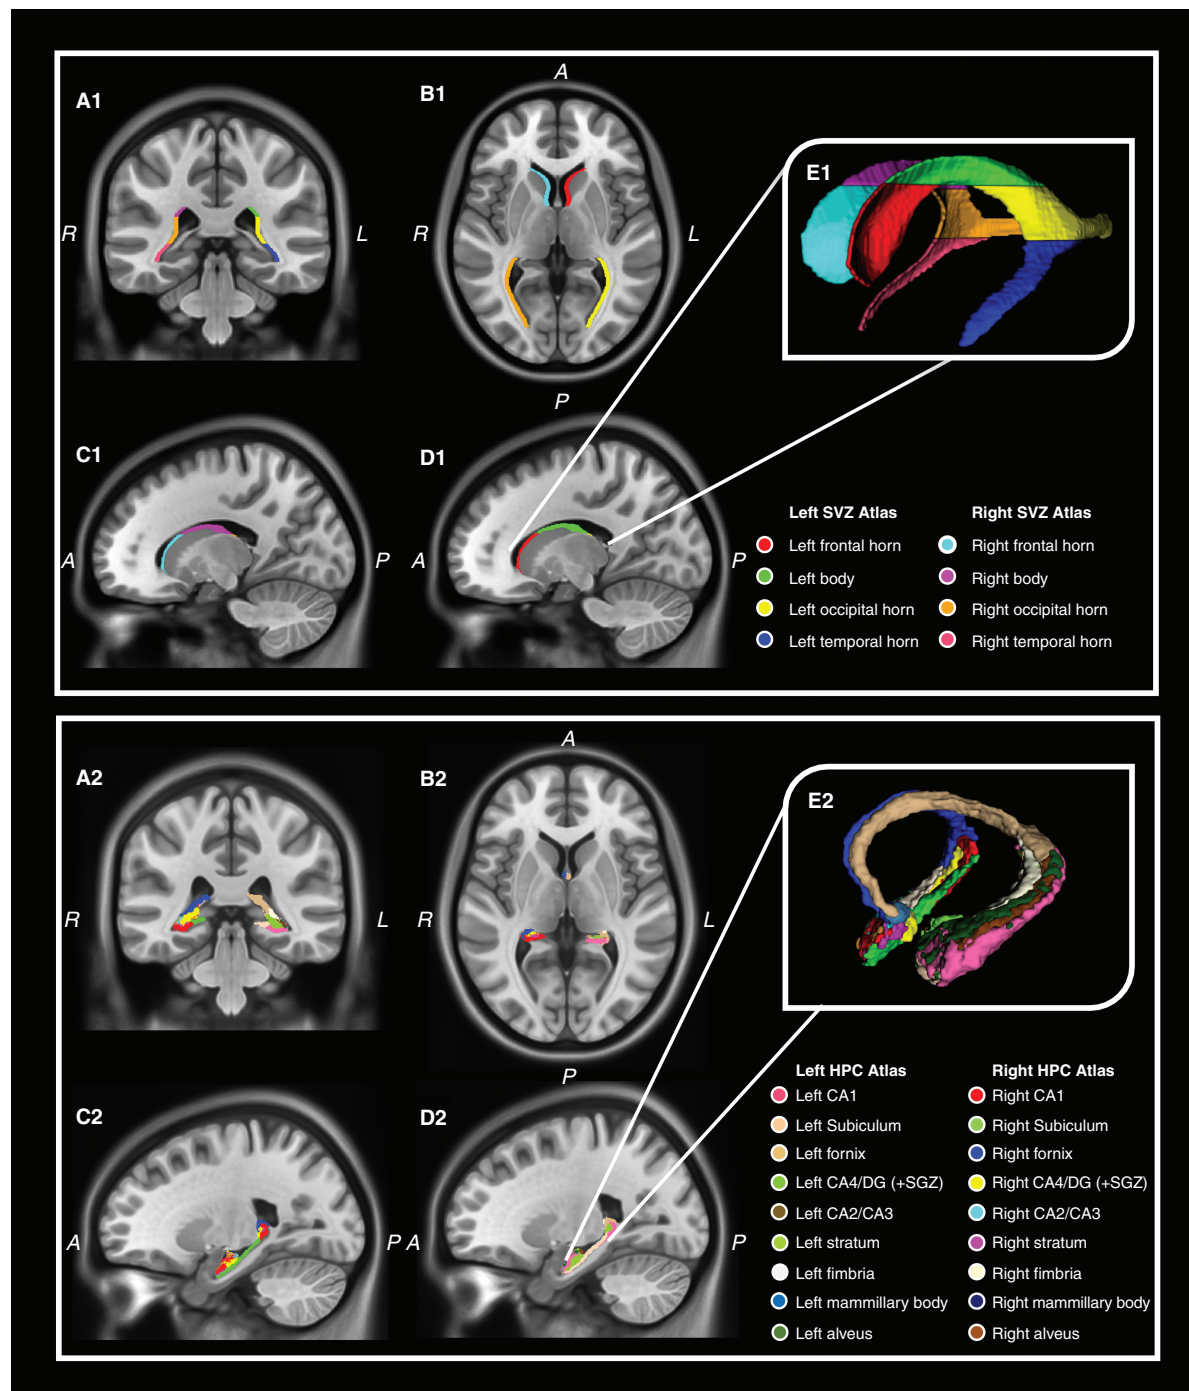 A
A1
B1
E1
R
L
R
L
P
C1
D1
A
P
A
P
Left SVZ Atlas
Right SVZ Atlas
Left frontal horn
Right frontal horn
Left body
Right body
Left occipital horn
Right occipital horn
Left temporal horn
Right temporal horn
A
A2
B2
E2
R
L
R
L
P
C2
D2
A
P
A
P
Left HPC Atlas
Right HPC Atlas
Left CA1
Right CA1
Left Subiculum
Right Subiculum
Left fornix
Right fornix
Left CA4/DG (+SGZ)
Right CA4/DG (+SGZ)
Left CA2/CA3
Right CA2/CA3
Left stratum
Right stratum
Left fimbria
Right fimbria
Left mammillary body
Right mammillary body
Left alveus
Right alveus